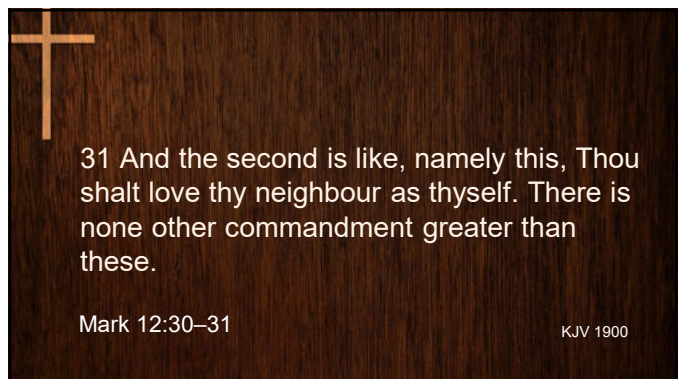 31 And the second is like, namely this, Thou
shalt love thy neighbour as thyself. There is
none other commandment greater than
these.
Mark 12:30–31
KJV 1900